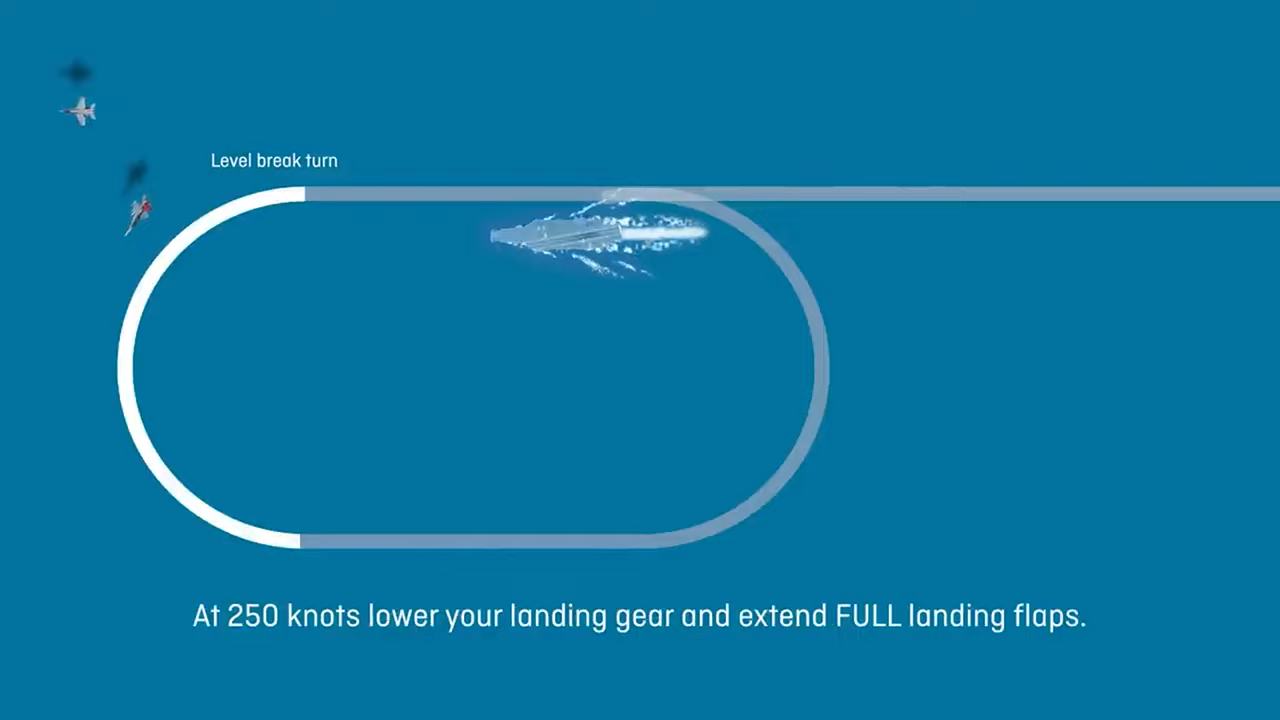 Level break turn
At 250 knots lower your landing gear and extend FULL landing flaps.